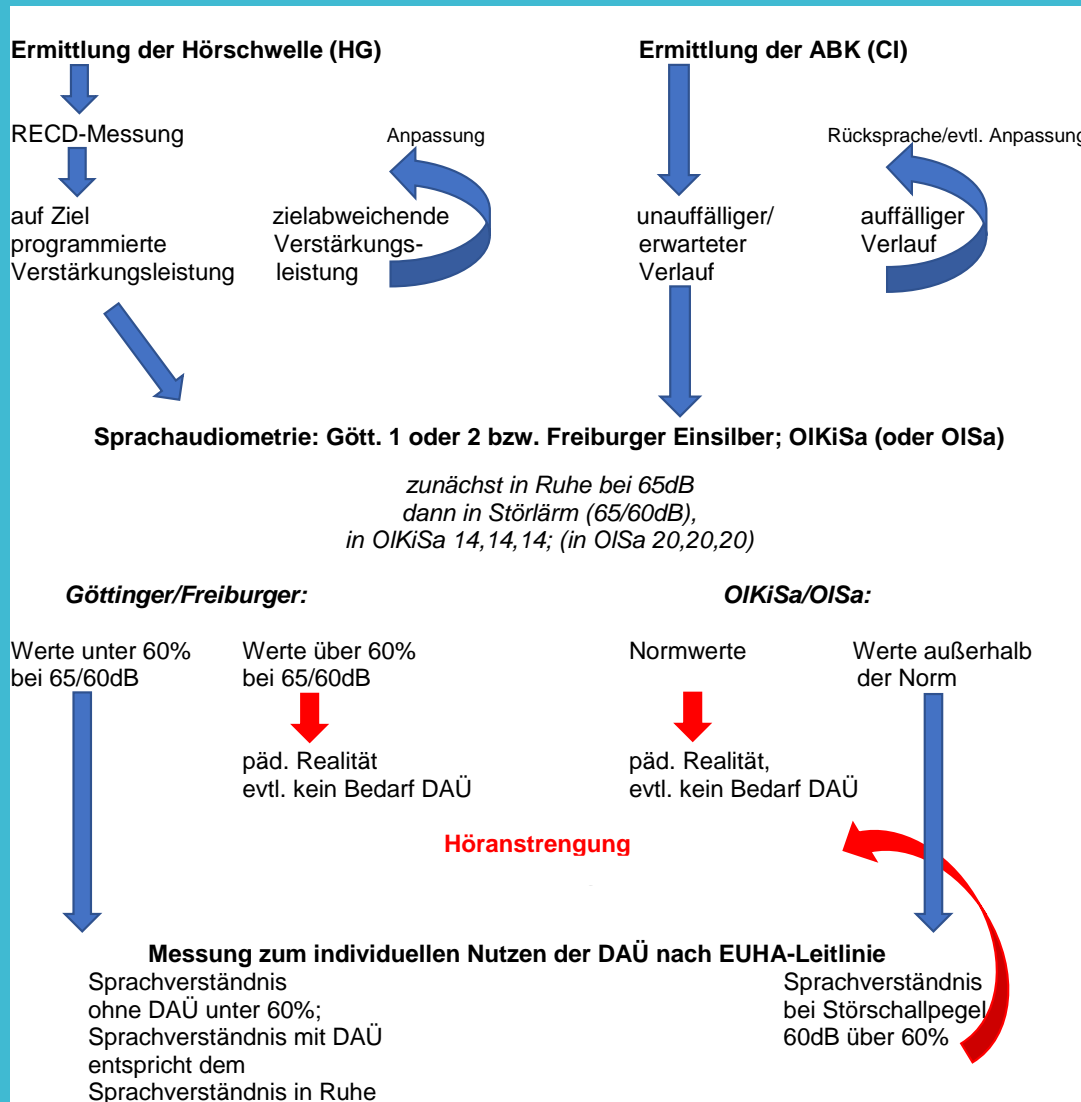 Ermittlung der Hörschwelle (HG)
Ermittlung der ABK (CI)
RECD-Messung
Anpassung
Rücksprache/evtl. Anpassung
auf Ziel
programmierte
Verstärkungsleistung
zielabweichende
Verstärkungs-
leistung
unauffälliger/
erwarteter
Verlauf
auffälliger
Verlauf
Sprachaudiometrie: Gött. 1 oder 2 bzw. Freiburger Einsilber; OlKiSa (oder OlSa)
zunächst in Ruhe bei 65dB
dann in Störlärm (65/60dB),
in OlKiSa 14,14,14; (in OlSa 20,20,20)
Göttinger/Freiburger:
OlKiSa/OlSa:
Werte unter 60%
bei 65/60dB
Werte über 60%
bei 65/60dB
Normwerte
Werte außerhalb
der Norm
päd. Realität
evtl. kein Bedarf DAÜ
päd. Realität,
evtl. kein Bedarf DAÜ
Höranstrengung
Messung zum individuellen Nutzen der DAÜ nach EUHA-Leitlinie
Sprachverständnis
ohne DAÜ unter 60%;
Sprachverständnis mit DAÜ
entspricht dem
Sprachverständnis in Ruhe
Sprachverständnis
bei Störschallpegel
60dB über 60%